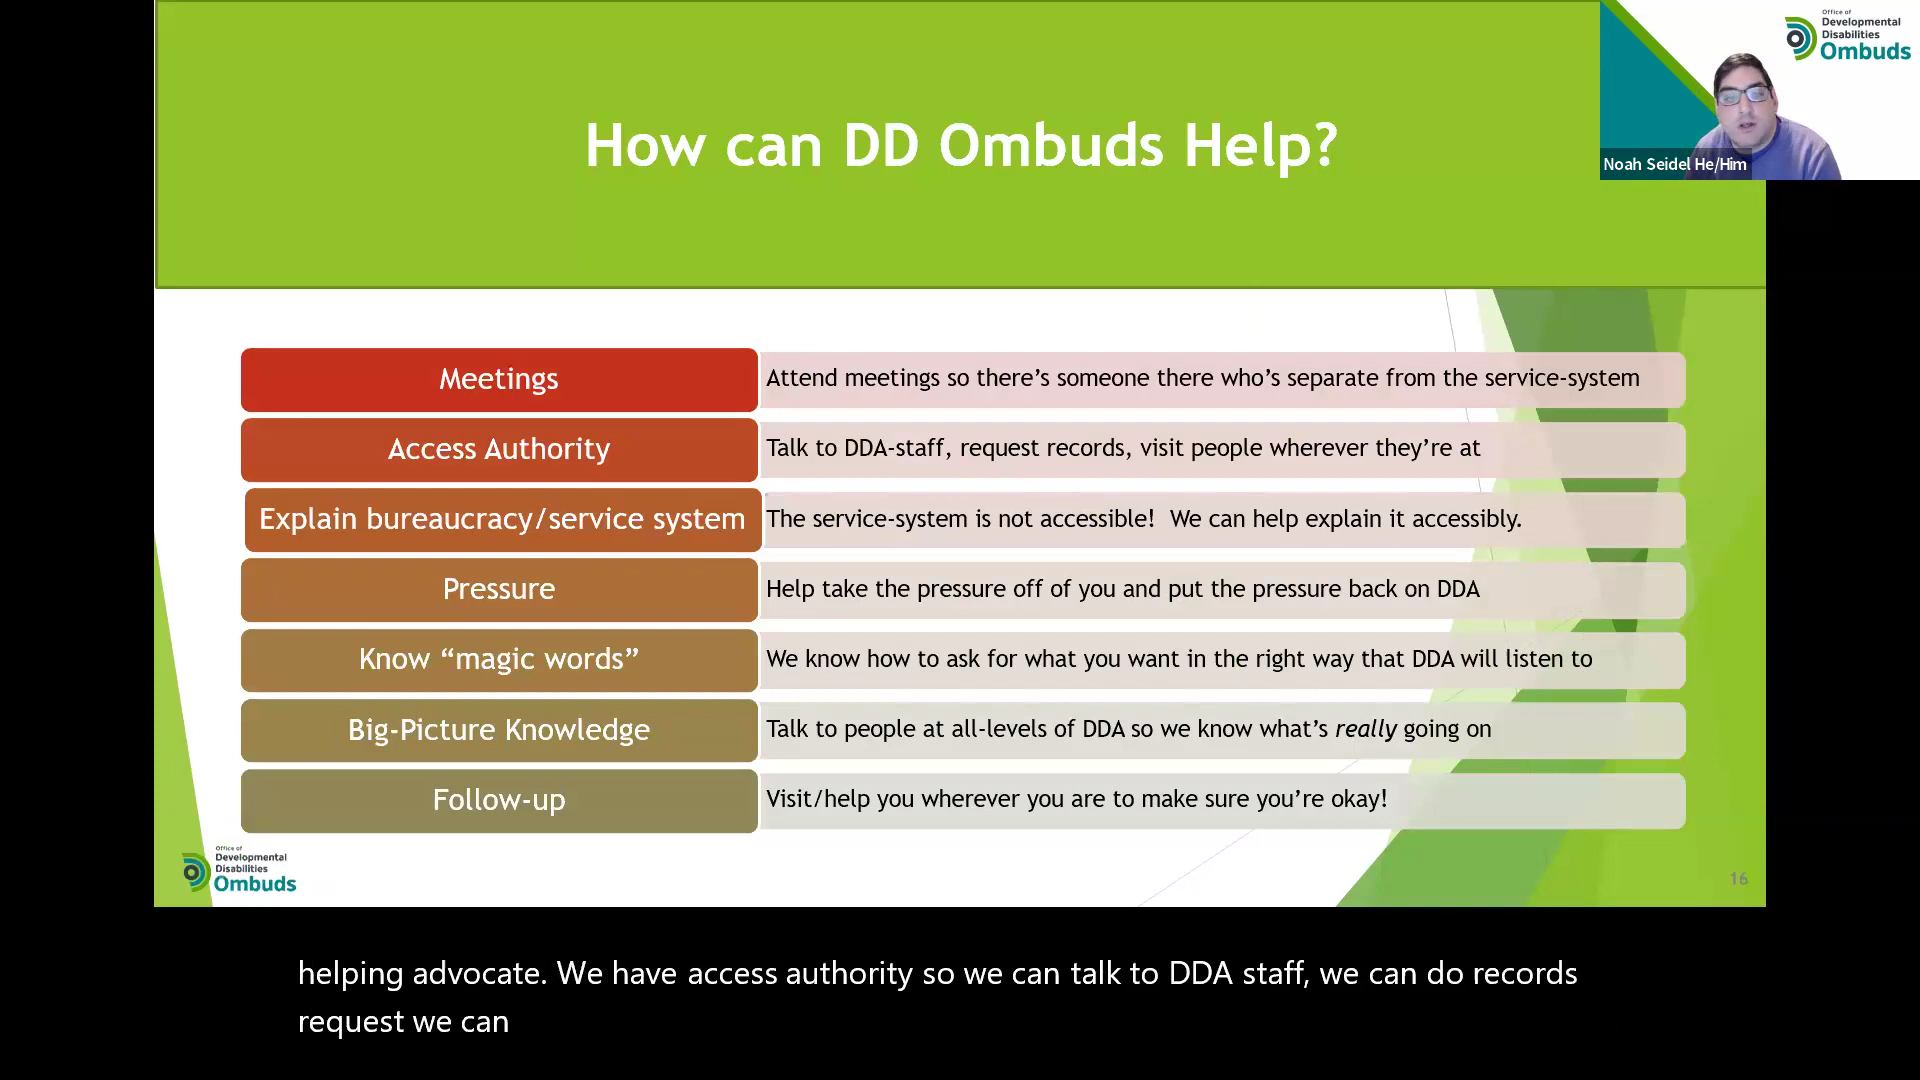 How can DD Ombuds Help?
Office of
Developmental
Disabilities
Ombuds
Noah Seidel He/Him
Meetings
Attend meetings so there’s someone there who’s separate from the service-system
Access Authority
Talk to DDA-staff, request records, visit people wherever they’re at
Explain bureaucracy/service system
The service-system is not accessible!  We can help explain it accessibly.
Pressure
Help take the pressure off of you and put the pressure back on DDA
Know “magic words”
We know how to ask for what you want in the right way that DDA will listen to
Big-Picture Knowledge
Talk to people at all-levels of DDA so we know what’s really going on
Follow-up
Visit/help you wherever you are to make sure you’re okay!
Office of
Developmental
Disabilities
Ombuds
16
helping advocate. We have access authority so we can talk to DDA staff, we can do records
request we can